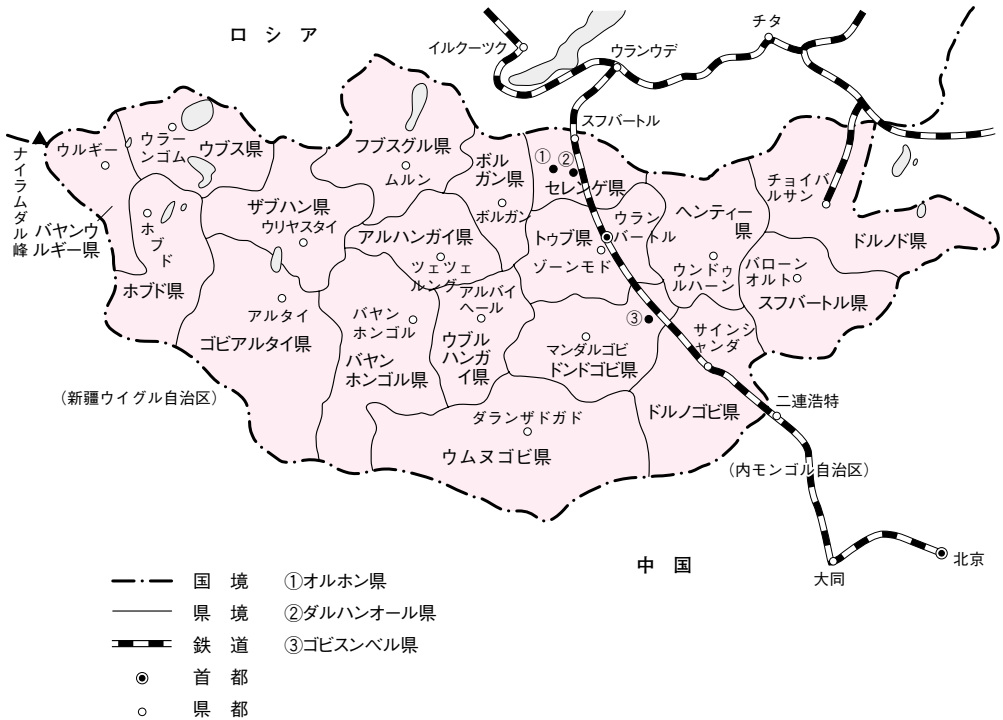 ロシア
チタ
イルクーツク
ウランウデ
スフバートル
ナイラムダル峰
ウルギー
バヤンウ
ルギー県
ウラー
ンゴム
ウブス県
フブスグル県
ムルン
ボル
ガン県
ボルガン
①
②
セレンゲ県
チョイバ
ルサン
ドルノド県
ホブド
ホブド県
ザブハン県
ウリヤスタイ
アルハンガイ県
ツェツェ
ルレング
トゥブ県
ウラン
バートル
ゾーンモド
ヘンティー
県
ウンドゥ
ルハーン
バローン
オルト
スフバートル県
アルタイ
ゴビアルタイ県
バヤン
ホンゴル
バヤン
ホンゴル県
アルバイ
ヘール
ウブル
ハンガ
イ県
③
マンダルゴビ
ドンドゴビ県
サインシ
ャンダ
ドルノゴビ県
ダランザドガド
ウムヌゴビ県
（新疆ウイグル自治区）
二連浩特
（内モンゴル自治区）
中国
大同
北京
国境
県境
鉄道
首都
県都
①オルホン県
②ダルハンオール県
③ゴビスンベル県